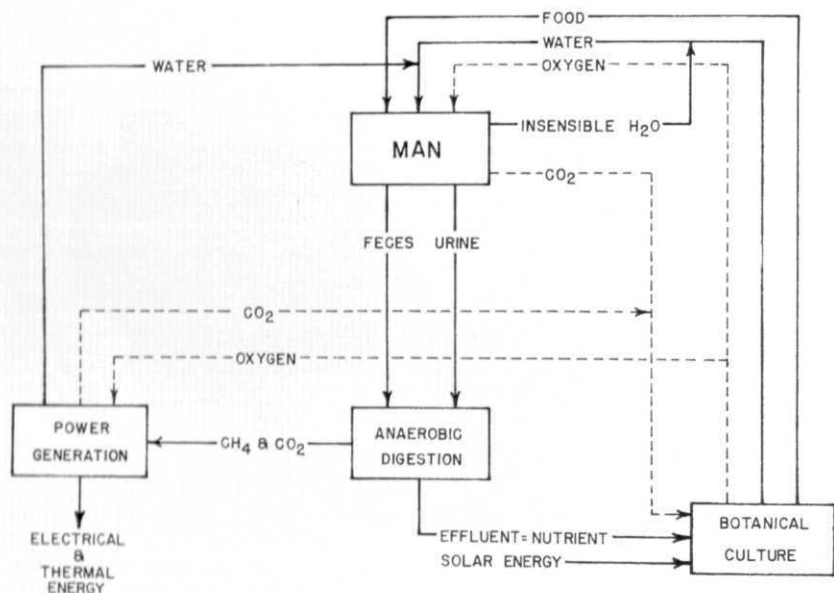 FOOD
WATER
WATER
OXYGEN
INSENSIBLE H2O
MAN
CO2
FECES URINE
CO2
OXYGEN
POWER
GENERATION
CH4 & CO2
ANAEROBIC
DIGESTION
ELECTRICAL
&
THERMAL
ENERGY
EFFLUENT = NUTRIENT
SOLAR ENERGY
BOTANICAL
CULTURE